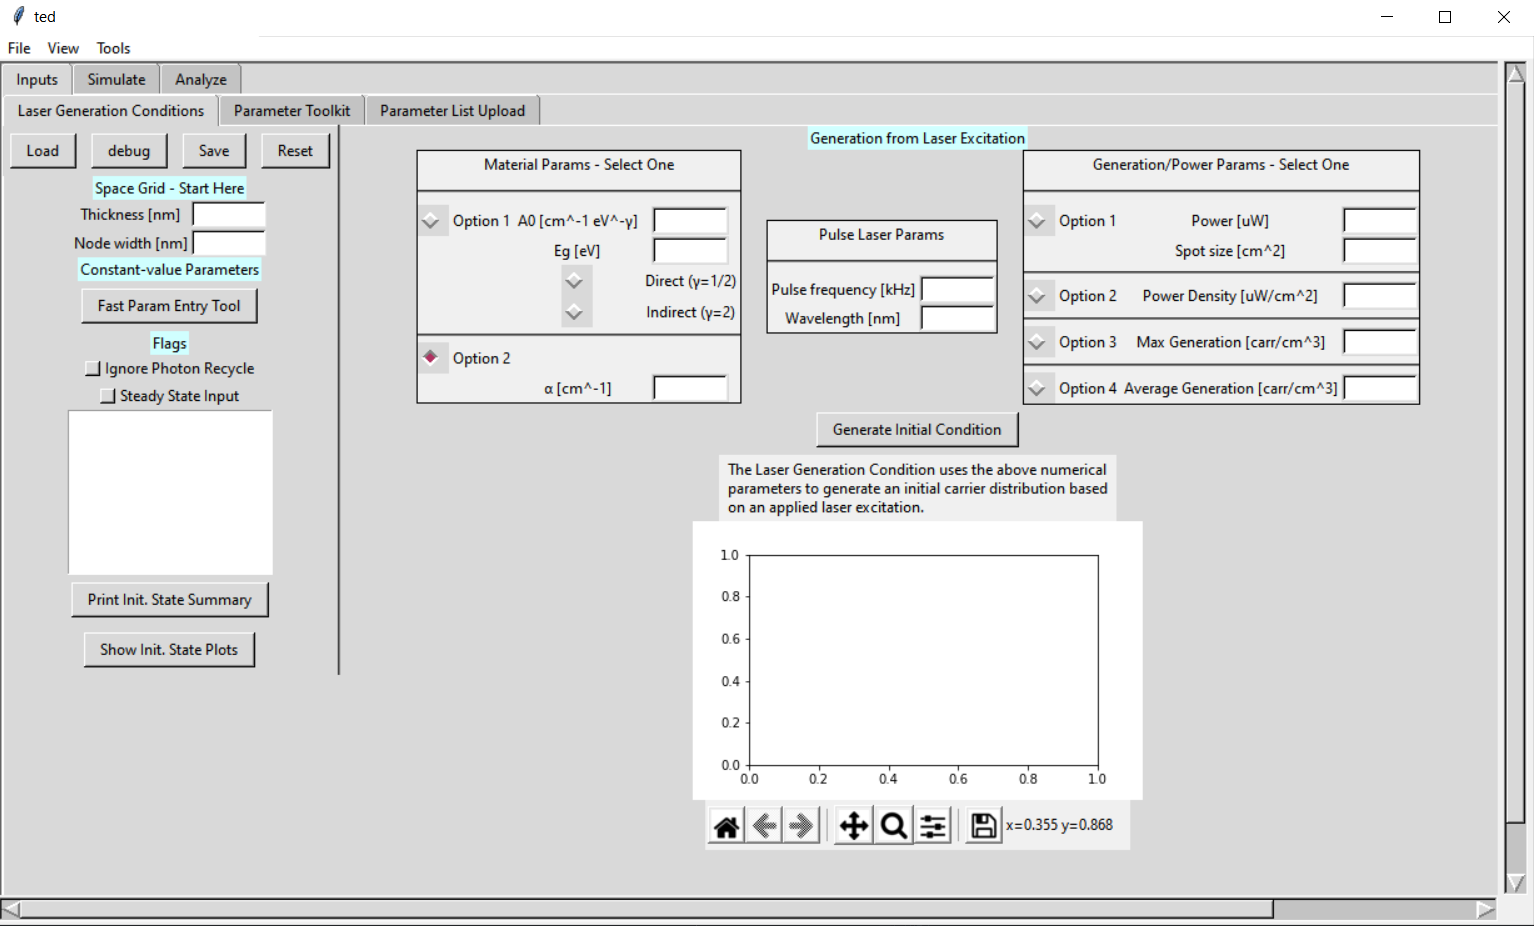 ted
File View Tools
Inputs Simulate Analyze
Laser Generation Conditions Parameter Toolkit Parameter List Upload
Load debug Save Reset
Space Grid - Start Here
Thickness [nm]
Node width [nm]
Constant-value Parameters
Fast Param Entry Tool
Flags
Ignore Photon Recycle
Steady State Input
Print Init. State Summary
Show Init. State Plots
Generation from Laser Excitation
Material Params - Select One
Option 1 A0 [cm^-1 eV^-γ]
Eg [eV]
Direct (γ=1/2)
Indirect (γ=2)
Option 2
α [cm^-1]
Pulse Laser Params
Pulse frequency [kHz]
Wavelength [nm]
Generation/Power Params - Select One
Option 1 Power [uW]
Spot size [cm^2]
Option 2 Power Density [uW/cm^2]
Option 3 Max Generation [carr/cm^3]
Option 4 Average Generation [carr/cm^3]
Generate Initial Condition
The Laser Generation Condition uses the above numerical
parameters to generate an initial carrier distribution based
on an applied laser excitation.
1.0
0.8
0.6
0.4
0.2
0.0
0.0 0.2 0.4 0.6 0.8 1.0
x=0.355 y=0.868